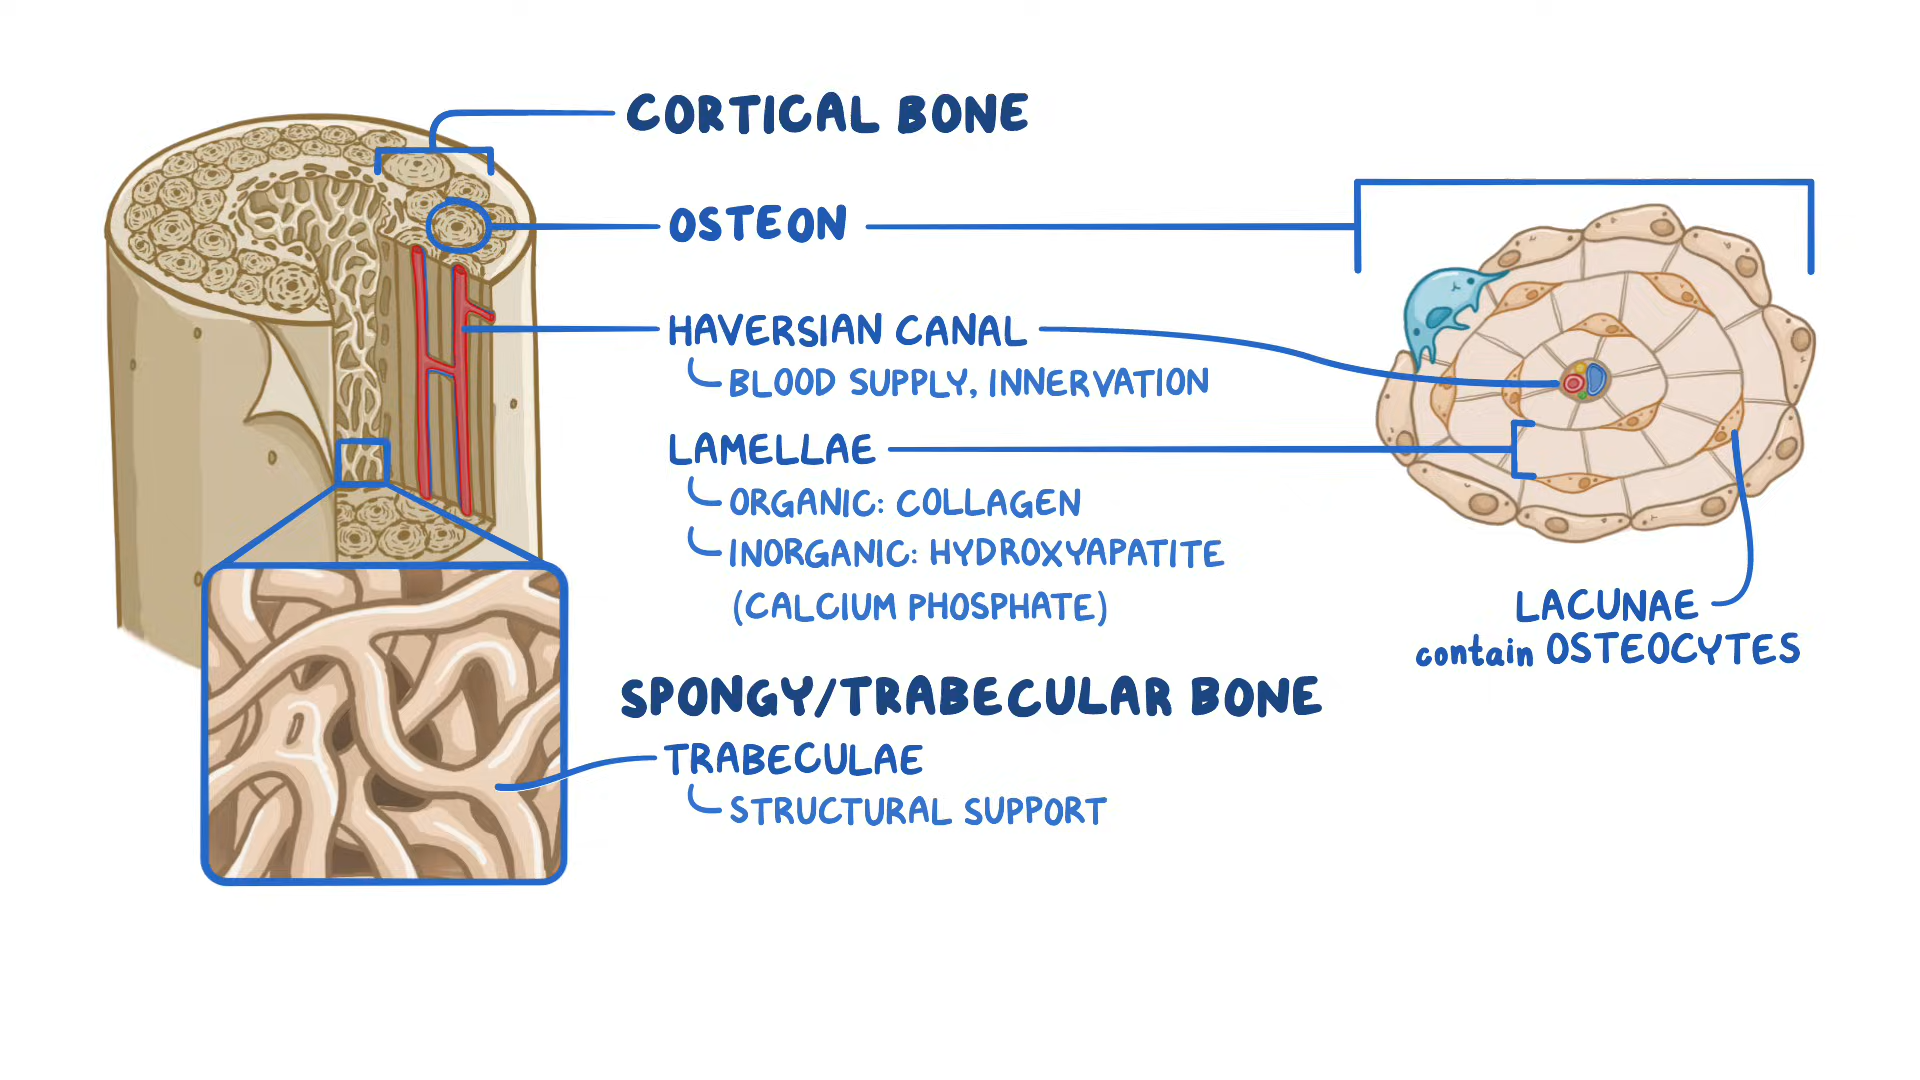 CORTICAL BONE
OSTEON
HAVERSIAN CANAL
BLOOD SUPPLY, INNERVATION
LAMELLAE
ORGANIC: COLLAGEN
INORGANIC: HYDROXYAPATITE
(CALCIUM PHOSPHATE)
LACUNAE
contain OSTEOCYTES
SPONGY/TRABECULAR BONE
TRABECULAE
STRUCTURAL SUPPORT